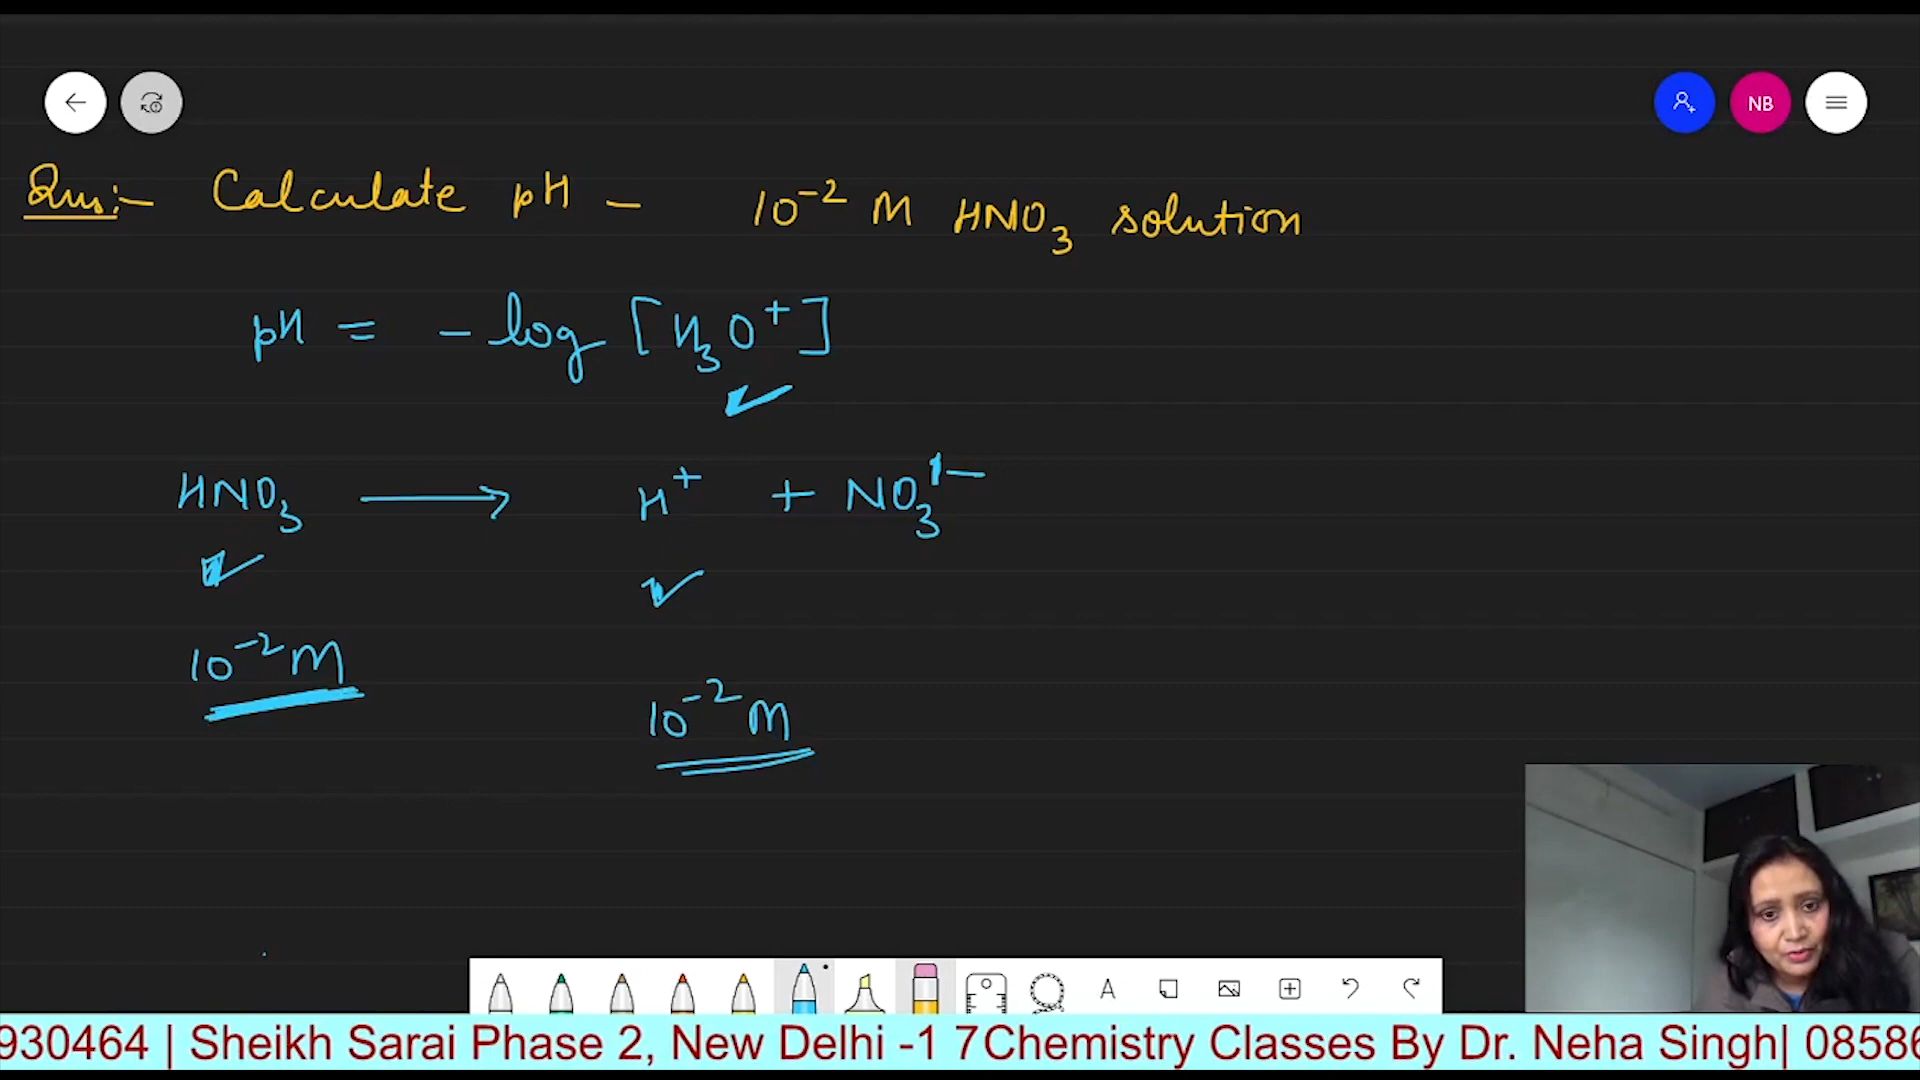 NB
Qus:- Calculate pH - 10⁻² M HNO₃ solution
pH = - log [H₃O⁺]
HNO₃ ⟶ H⁺ + NO₃¹⁻
10⁻² M
10⁻² M
A
930464 | Sheikh Sarai Phase 2, New Delhi -1 7Chemistry Classes By Dr. Neha Singh| 08586